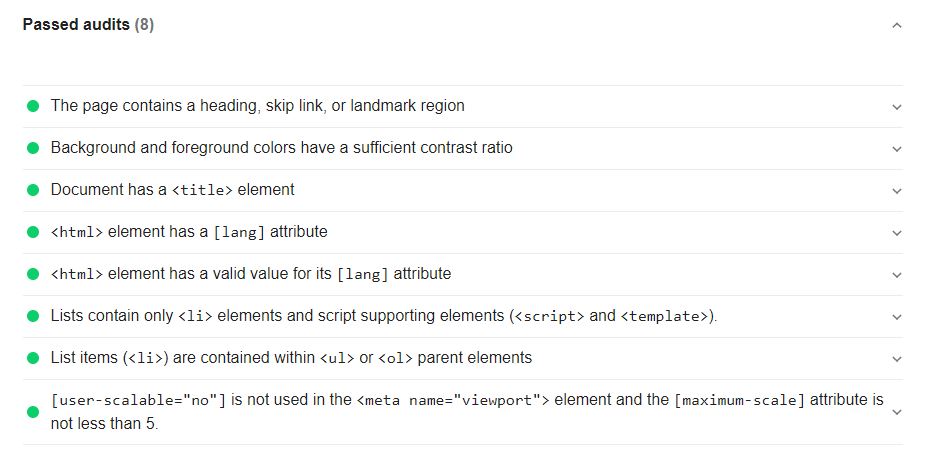 Passed audits (8)
The page contains a heading, skip link, or landmark region
Background and foreground colors have a sufficient contrast ratio
Document has a <title> element
<html> element has a [lang] attribute
<html> element has a valid value for its [lang] attribute
Lists contain only <li> elements and script supporting elements (<script> and <template>).
List items (<li>) are contained within <ul> or <ol> parent elements
[user-scalable="no"] is not used in the <meta name="viewport"> element and the [maximum-scale] attribute is
not less than 5.